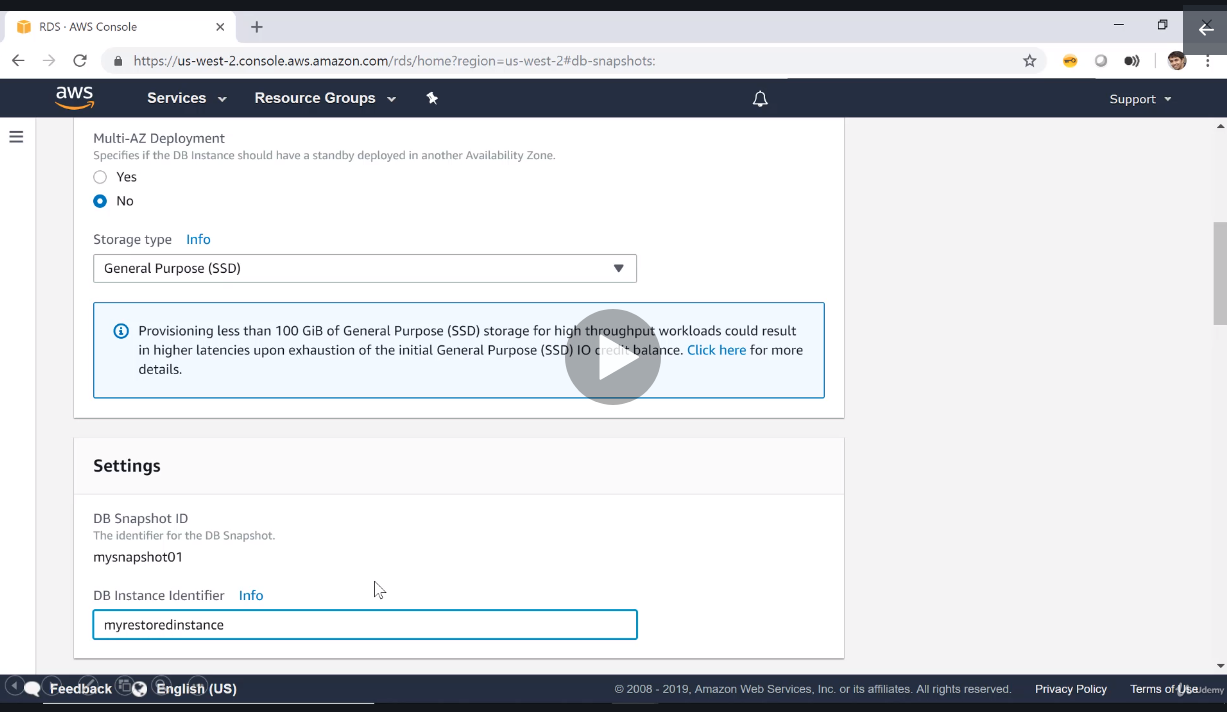 RDS · AWS Console
https://us-west-2.console.aws.amazon.com/rds/home?region=us-west-2#db-snapshots:
aws
Services
Resource Groups
Support
Multi-AZ Deployment
Specifies if the DB Instance should have a standby deployed in another Availability Zone.
Yes
No
Storage type Info
General Purpose (SSD)
Provisioning less than 100 GiB of General Purpose (SSD) storage for high throughput workloads could result
in higher latencies upon exhaustion of the initial General Purpose (SSD) IO credit balance. Click here for more
details.
Settings
DB Snapshot ID
The identifier for the DB Snapshot.
mysnapshot01
DB Instance Identifier Info
myrestoredinstance
Feedback English (US) © 2008 - 2019, Amazon Web Services, Inc. or its affiliates. All rights reserved. Privacy Policy Terms of Use
Udemy